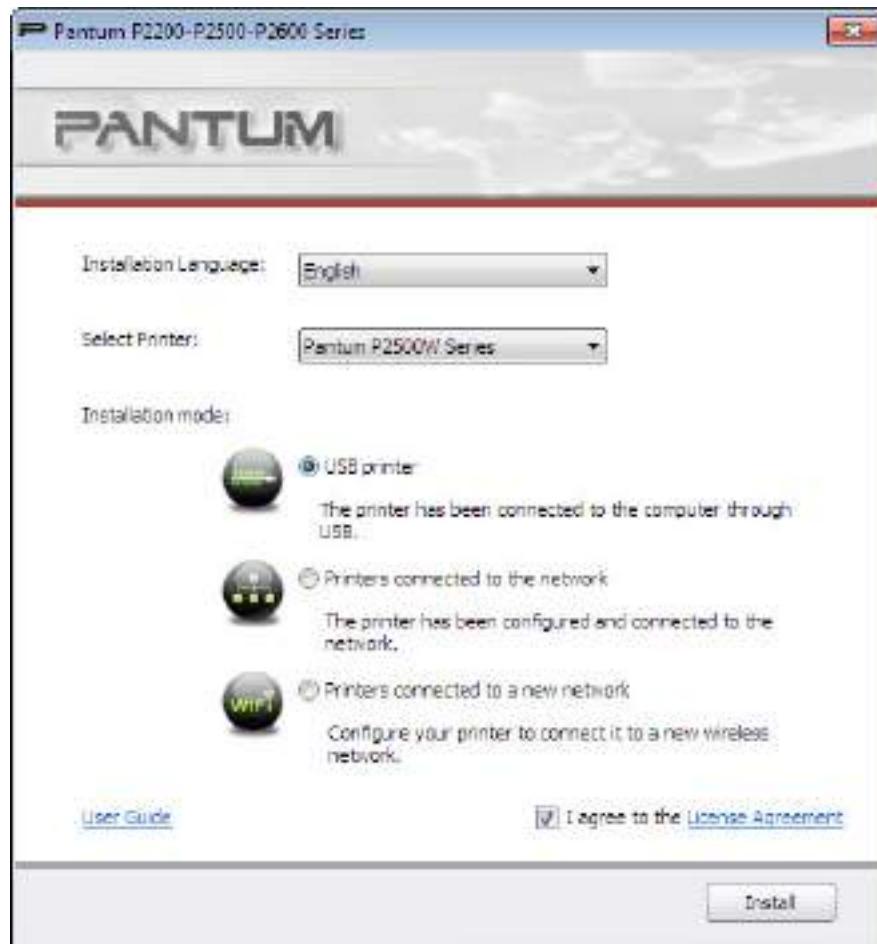 Pantum P2200-P2500-P2600 Series
PANTUM
Installation Language:
English
Select Printer:
Pantum P2500W Series
Installation mode:
USB printer
The printer has been connected to the computer through
USB.
Printers connected to the network
The printer has been configured and connected to the
network.
WiFi
Printers connected to a new network
Configure your printer to connect it to a new wireless
network.
User Guide
I agree to the License Agreement
Install